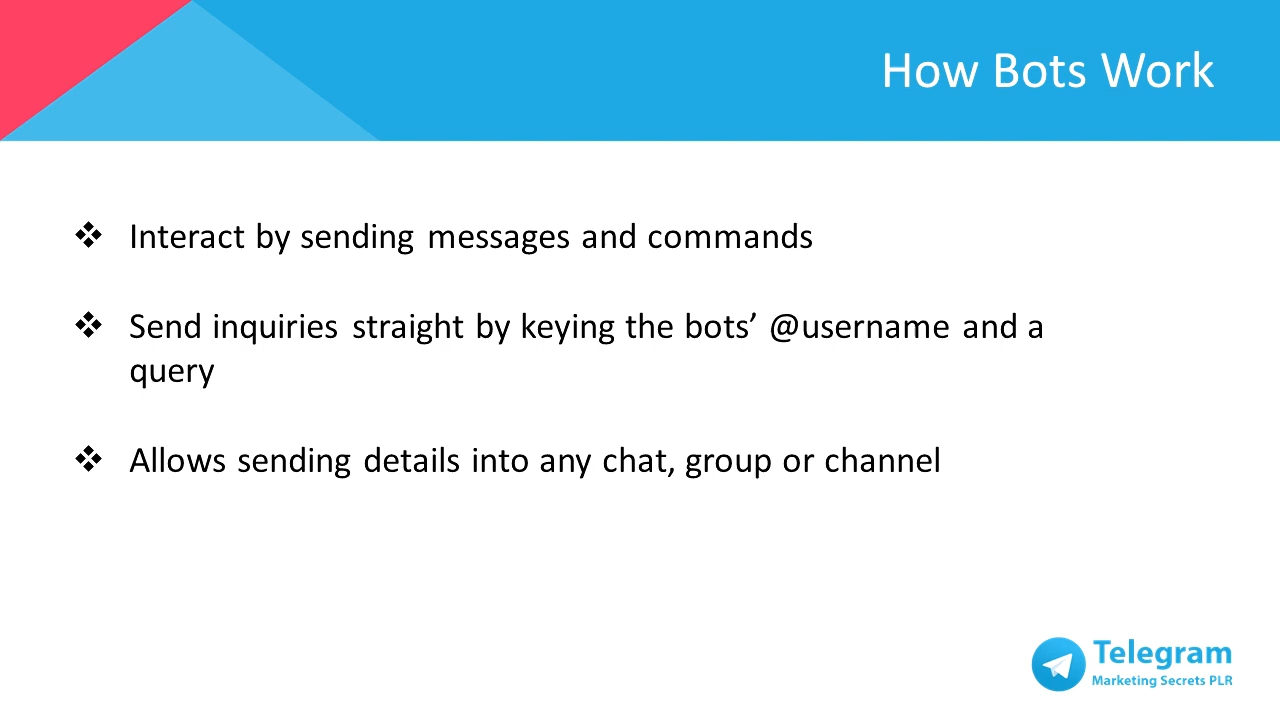 How Bots Work
❖ Interact by sending messages and commands
❖ Send inquiries straight by keying the bots’ @username and a
query
❖ Allows sending details into any chat, group or channel
Telegram
Marketing Secrets PLR